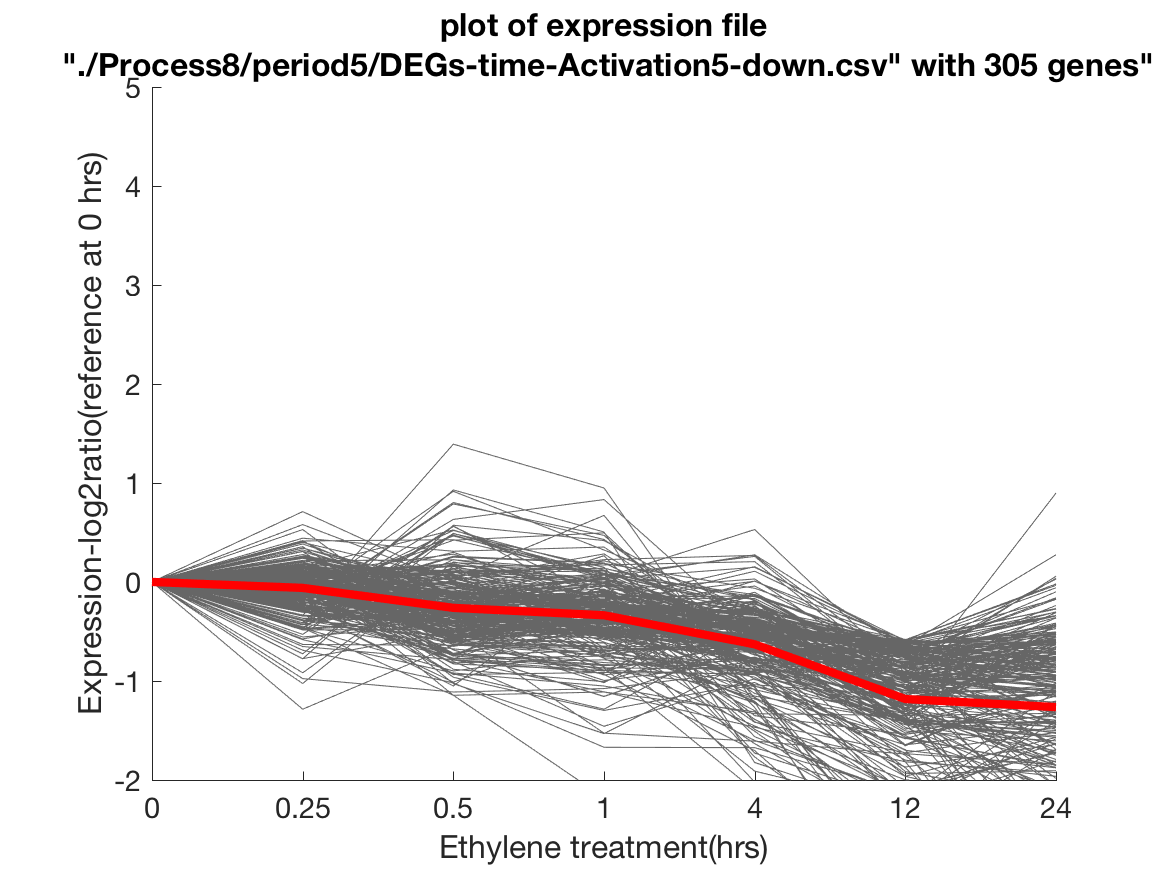 plot of expression file
"./Process8/period5/DEGs-time-Activation5-down.csv" with 305 genes"
5
4
3
2
1
0
-1
-2
Expression-log2ratio(reference at 0 hrs)
0 0.25 0.5 1 4 12 24
Ethylene treatment(hrs)